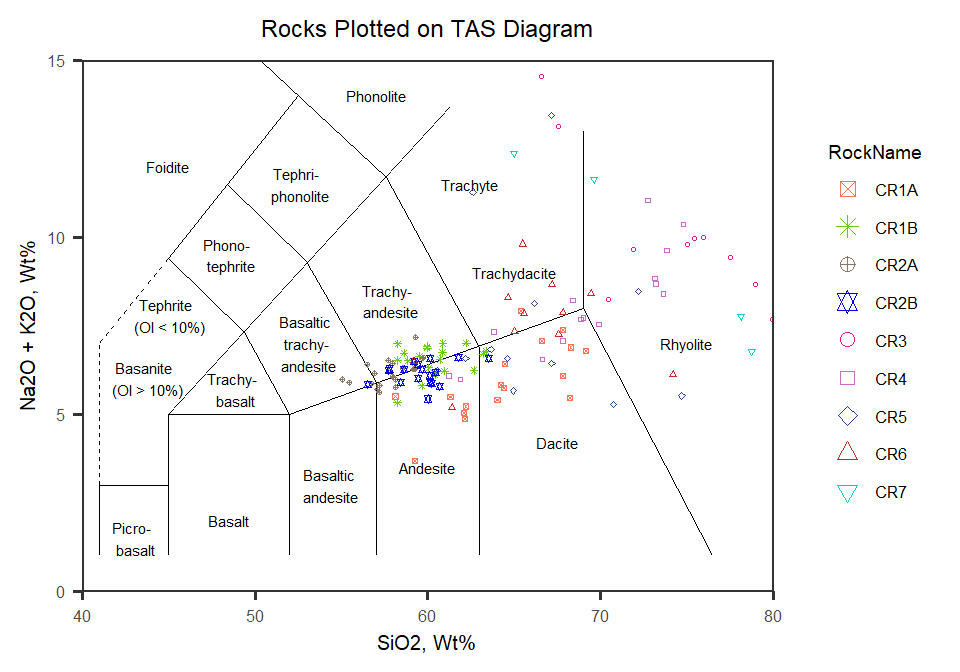 Rocks Plotted on TAS Diagram
15
10
5
0
Na2O + K2O, Wt%
40
50
60
70
80
SiO2, Wt%
Phonolite
Foidite
Tephri-
phonolite
Trachyte
Phono-
tephrite
Trachydacite
Trachy-
andesite
Tephrite
(Ol < 10%)
Basaltic
trachy-
andesite
Rhyolite
Basanite
(Ol > 10%)
Trachy-
basalt
Dacite
Andesite
Basaltic
andesite
Basalt
Picro-
basalt
RockName
CR1A
CR1B
CR2A
CR2B
CR3
CR4
CR5
CR6
CR7